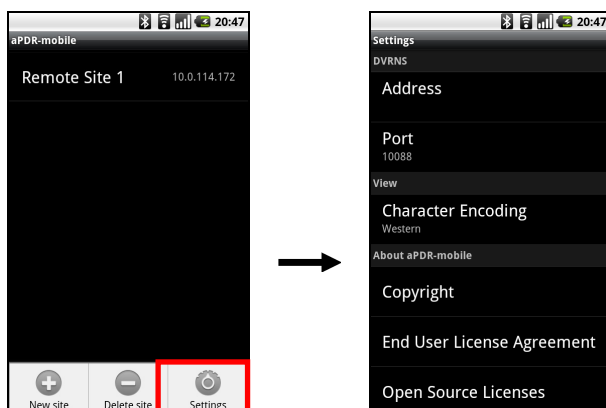 20:47
aPDR-mobile
Remote Site 1 10.0.114.172
New site Delete site Settings
20:47
Settings
DVRNS
Address
Port
10088
View
Character Encoding
Western
About aPDR-mobile
Copyright
End User License Agreement
Open Source Licenses